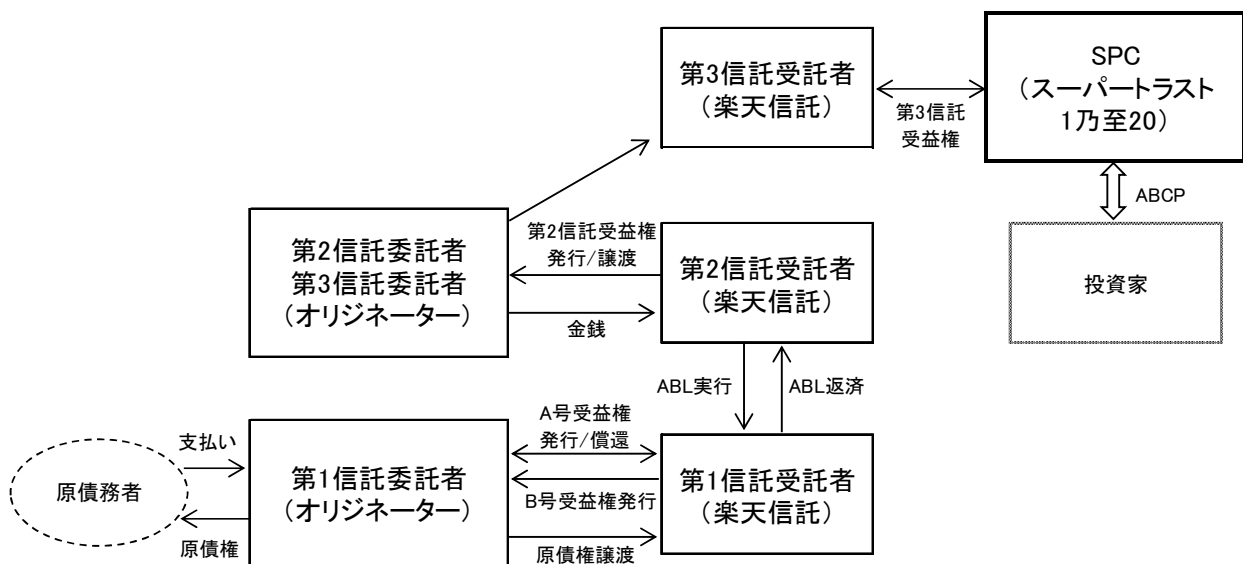 第3信託受託者
（楽天信託）
第3信託
受益権
SPC
（スーパートラスト
1乃至20）
ABCP
投資家
第2信託委託者
第3信託委託者
（オリジネーター）
第2信託受益権
発行/譲渡
金銭
第2信託受託者
（楽天信託）
ABL実行
ABL返済
原債務者
支払い
原債権
第1信託委託者
（オリジネーター）
A号受益権
発行/償還
B号受益権発行
原債権譲渡
第1信託受託者
（楽天信託）